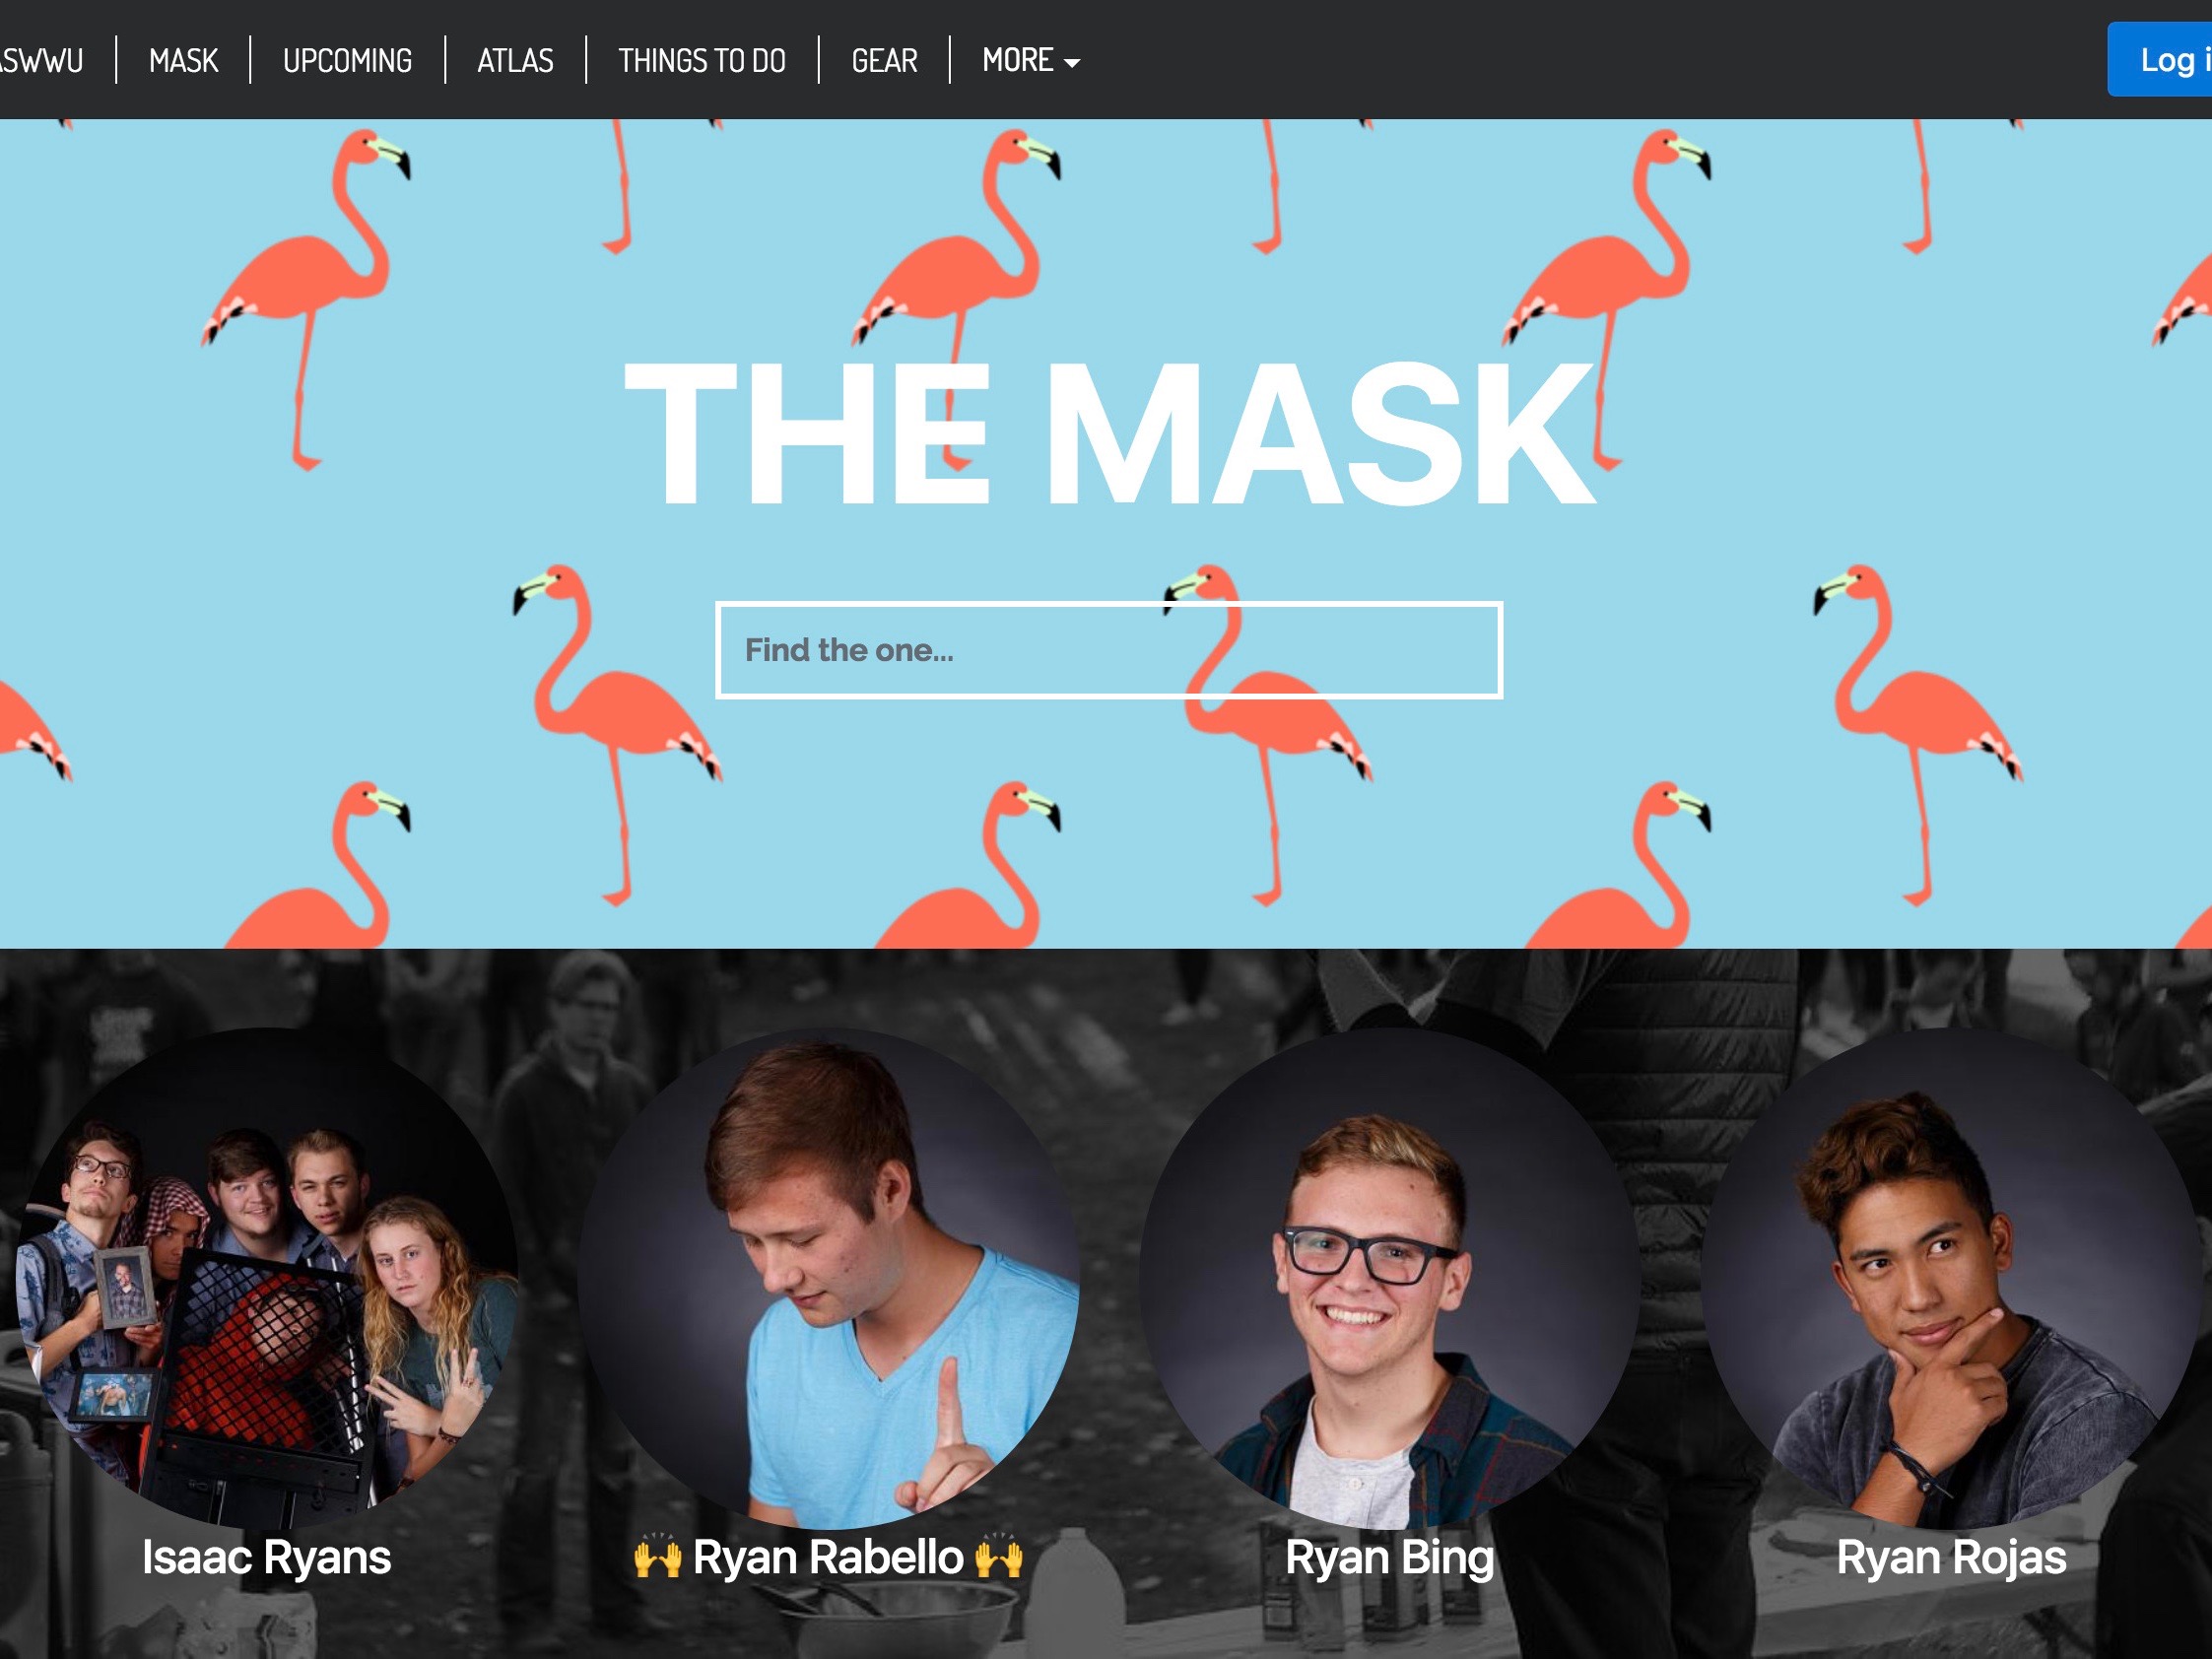 ASWWU MASK UPCOMING ATLAS THINGS TO DO GEAR MORE Log i
THE MASK
Find the one...
Isaac Ryans 🙌 Ryan Rabello 🙌 Ryan Bing Ryan Rojas